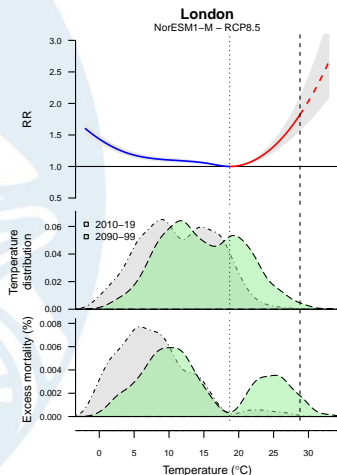 London
NorESM1−M − RCP8.5
3.0
2.5
2.0
1.5
1.0
0.5
RR
0.06
0.04
0.02
0.00
Temperature
distribution
2010−19
2090−99
0.008
0.006
0.004
0.002
0.000
Excess mortality (%)
0 5 10 15 20 25 30
Temperature (°C)